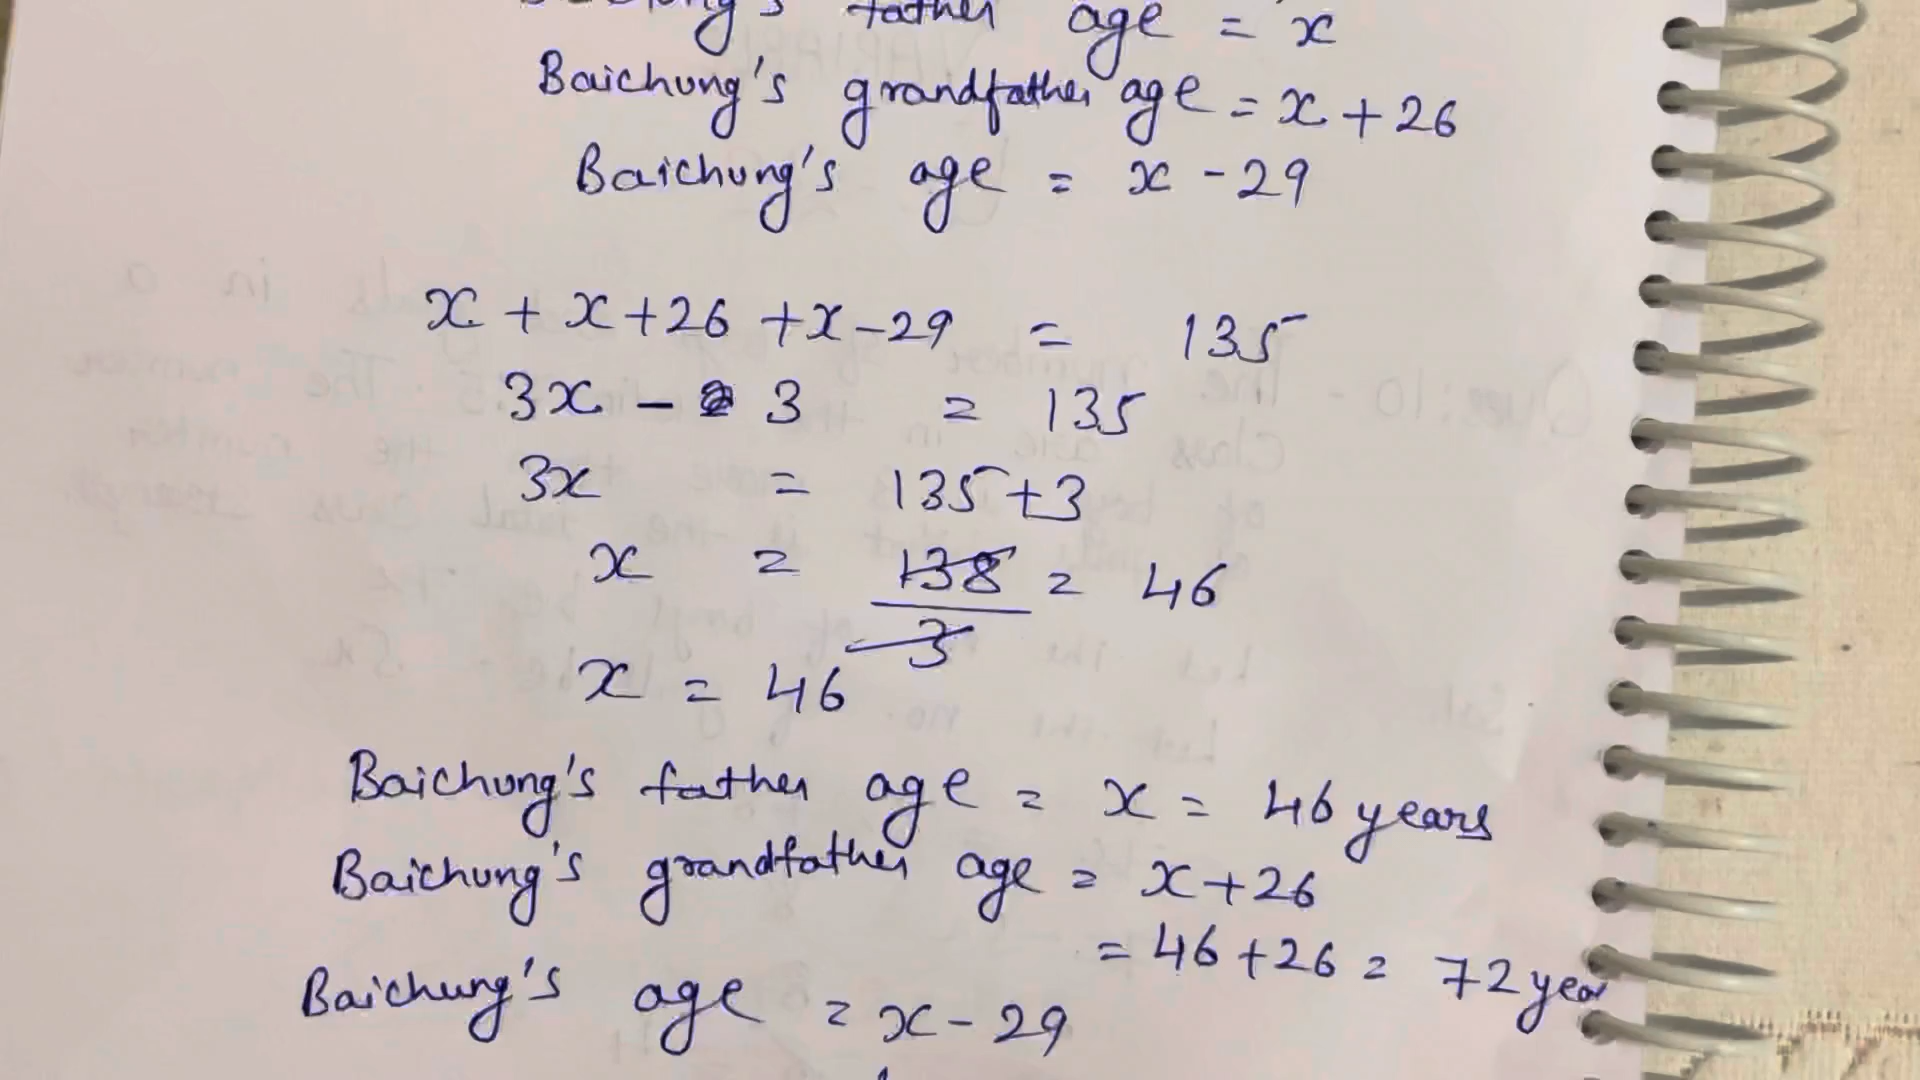 father age = x
Baichung's grandfather age = x + 26
Baichung's age = x - 29
x + x + 26 + x - 29 = 135
3x - 3 = 135
3x = 135 + 3
x = 138/3 = 46
x = 46
Baichung's father age = x = 46 years
Baichung's grandfather age = x + 26
= 46 + 26 = 72 year
Baichung's age = x - 29